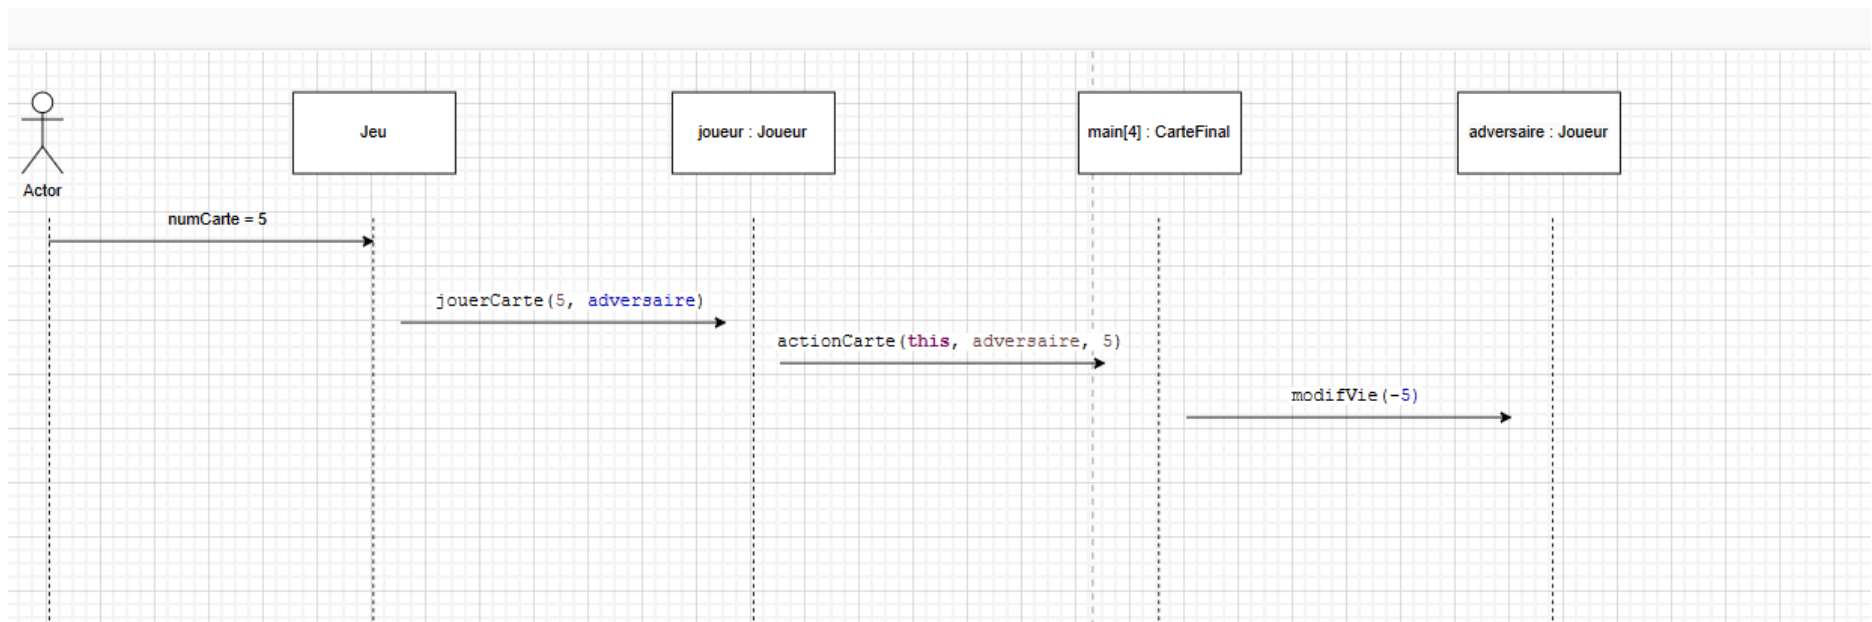 Jeu
joueur : Joueur
main[4] : CarteFinal
adversaire : Joueur
Actor
numCarte = 5
jouerCarte(5, adversaire)
actionCarte(this, adversaire, 5)
modifVie(-5)